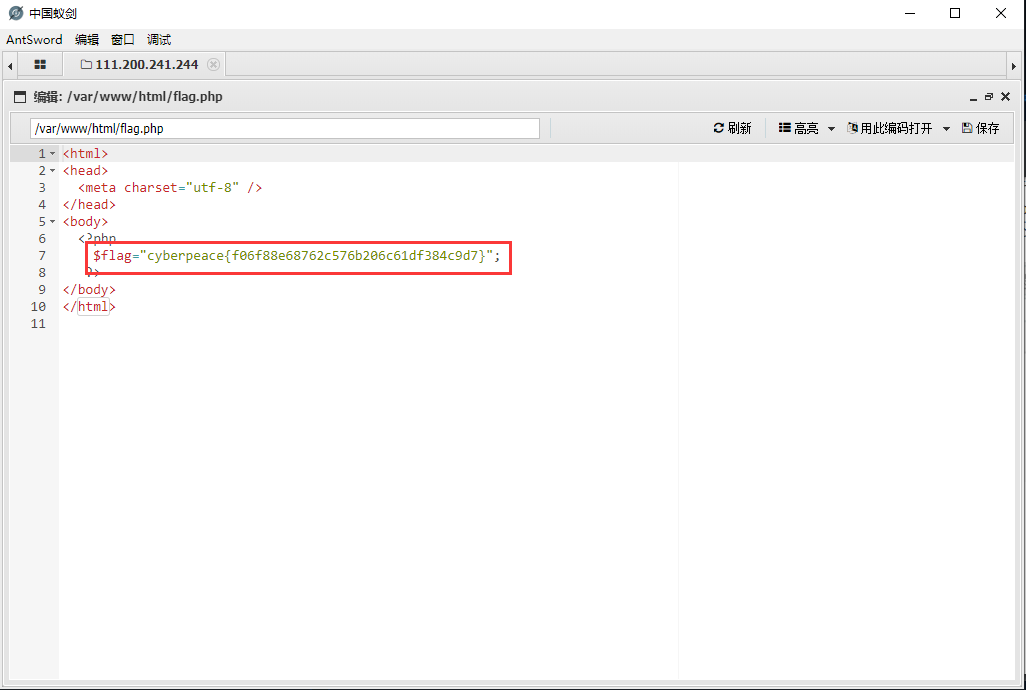 中国蚁剑
AntSword 编辑 窗口 调试
111.200.241.244
编辑: /var/www/html/flag.php
/var/www/html/flag.php 刷新 高亮 用此编码打开 保存
1 <html>
2 <head>
3 <meta charset="utf-8" />
4 </head>
5 <body>
6 <?php
7 $flag="cyberpeace{f06f88e68762c576b206c61df384c9d7}";
8 ?>
9 </body>
10 </html>
11